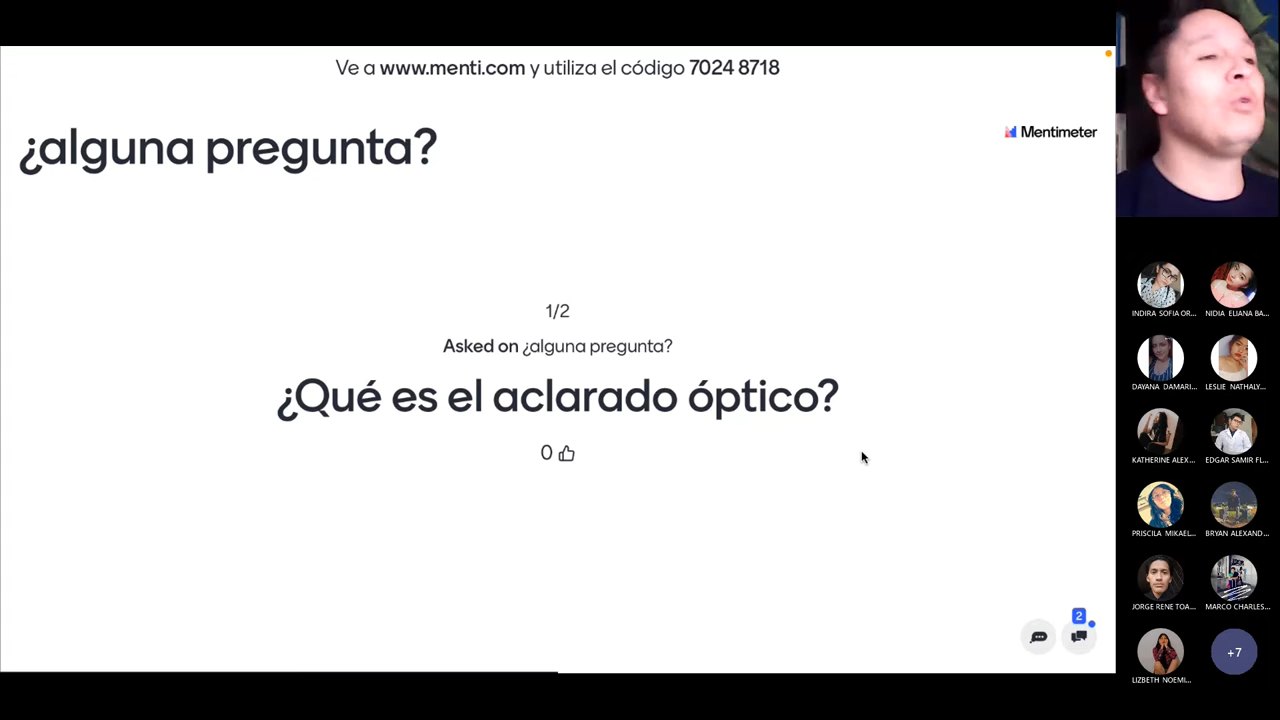 Ve a www.menti.com y utiliza el código 7024 8718
¿alguna pregunta?
Mentimeter
1/2
Asked on ¿alguna pregunta?
¿Qué es el aclarado óptico?
0
2
INDIRA SOFIA OR...
NIDIA ELIANA BA...
DAYANA DAMARI...
LESLIE NATHALY...
KATHERINE ALEX...
EDGAR SAMIR FL...
PRISCILA MIKAEL...
BRYAN ALEXAND...
JORGE RENE TOA...
MARCO CHARLES...
LIZBETH NOEMI...
+7